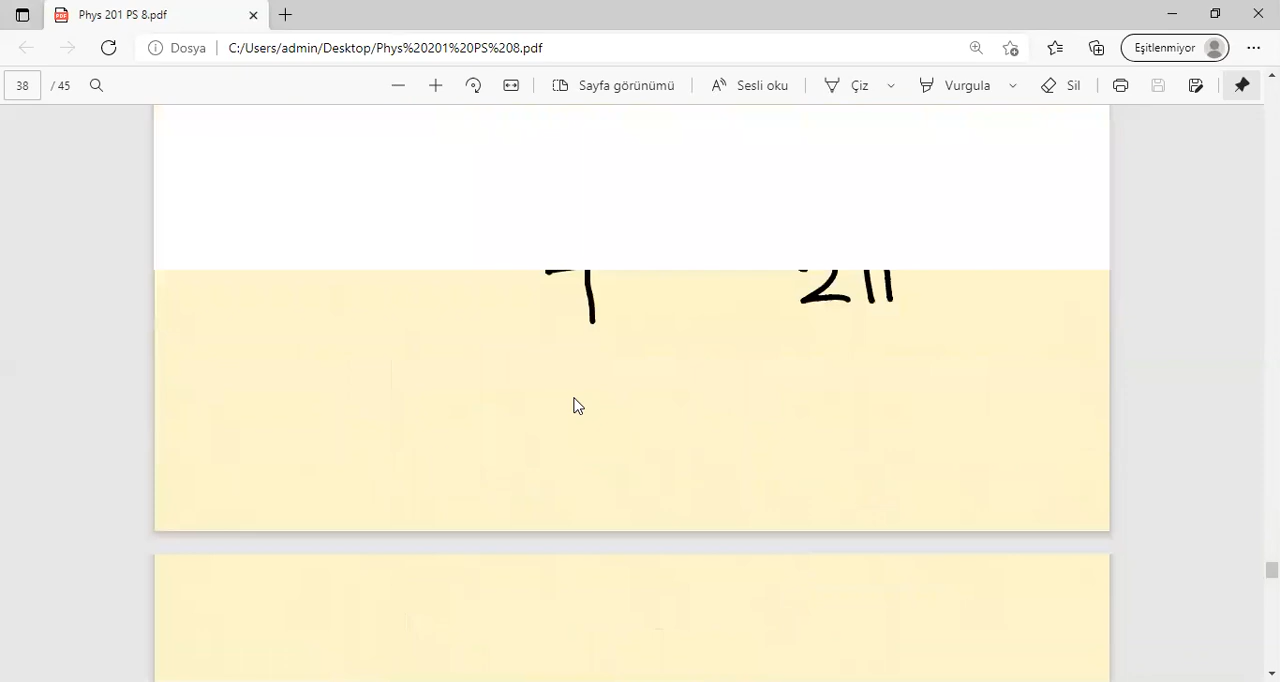 Phys 201 PS 8.pdf
Dosya C:/Users/admin/Desktop/Phys%20201%20PS%208.pdf Eşitlenmiyor
38 / 45 Sayfa görünümü Sesli oku Çiz Vurgula Sil